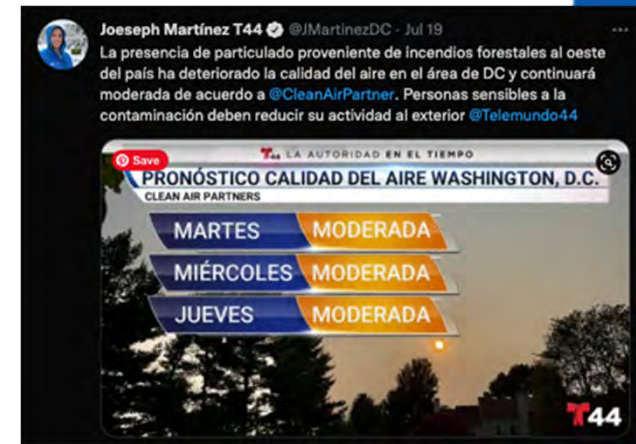 Joeseph Martínez T44 @JMartinezDC · Jul 19
La presencia de particulado proveniente de incendios forestales al oeste
del país ha deteriorado la calidad del aire en el área de DC y continuará
moderada de acuerdo a @CleanAirPartner. Personas sensibles a la
contaminación deben reducir su actividad al exterior @Telemundo44
Save
T44 LA AUTORIDAD EN EL TIEMPO
PRONÓSTICO CALIDAD DEL AIRE WASHINGTON, D.C.
CLEAN AIR PARTNERS
MARTES MODERADA
MIÉRCOLES MODERADA
JUEVES MODERADA
T44